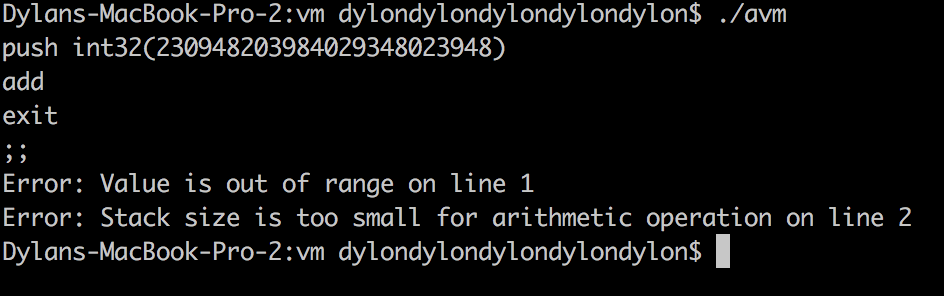 Dylans-MacBook-Pro-2:vm dylondylondylondylondylon$ ./avm
push int32(230948203984029348023948)
add
exit
;;
Error: Value is out of range on line 1
Error: Stack size is too small for arithmetic operation on line 2
Dylans-MacBook-Pro-2:vm dylondylondylondylondylon$